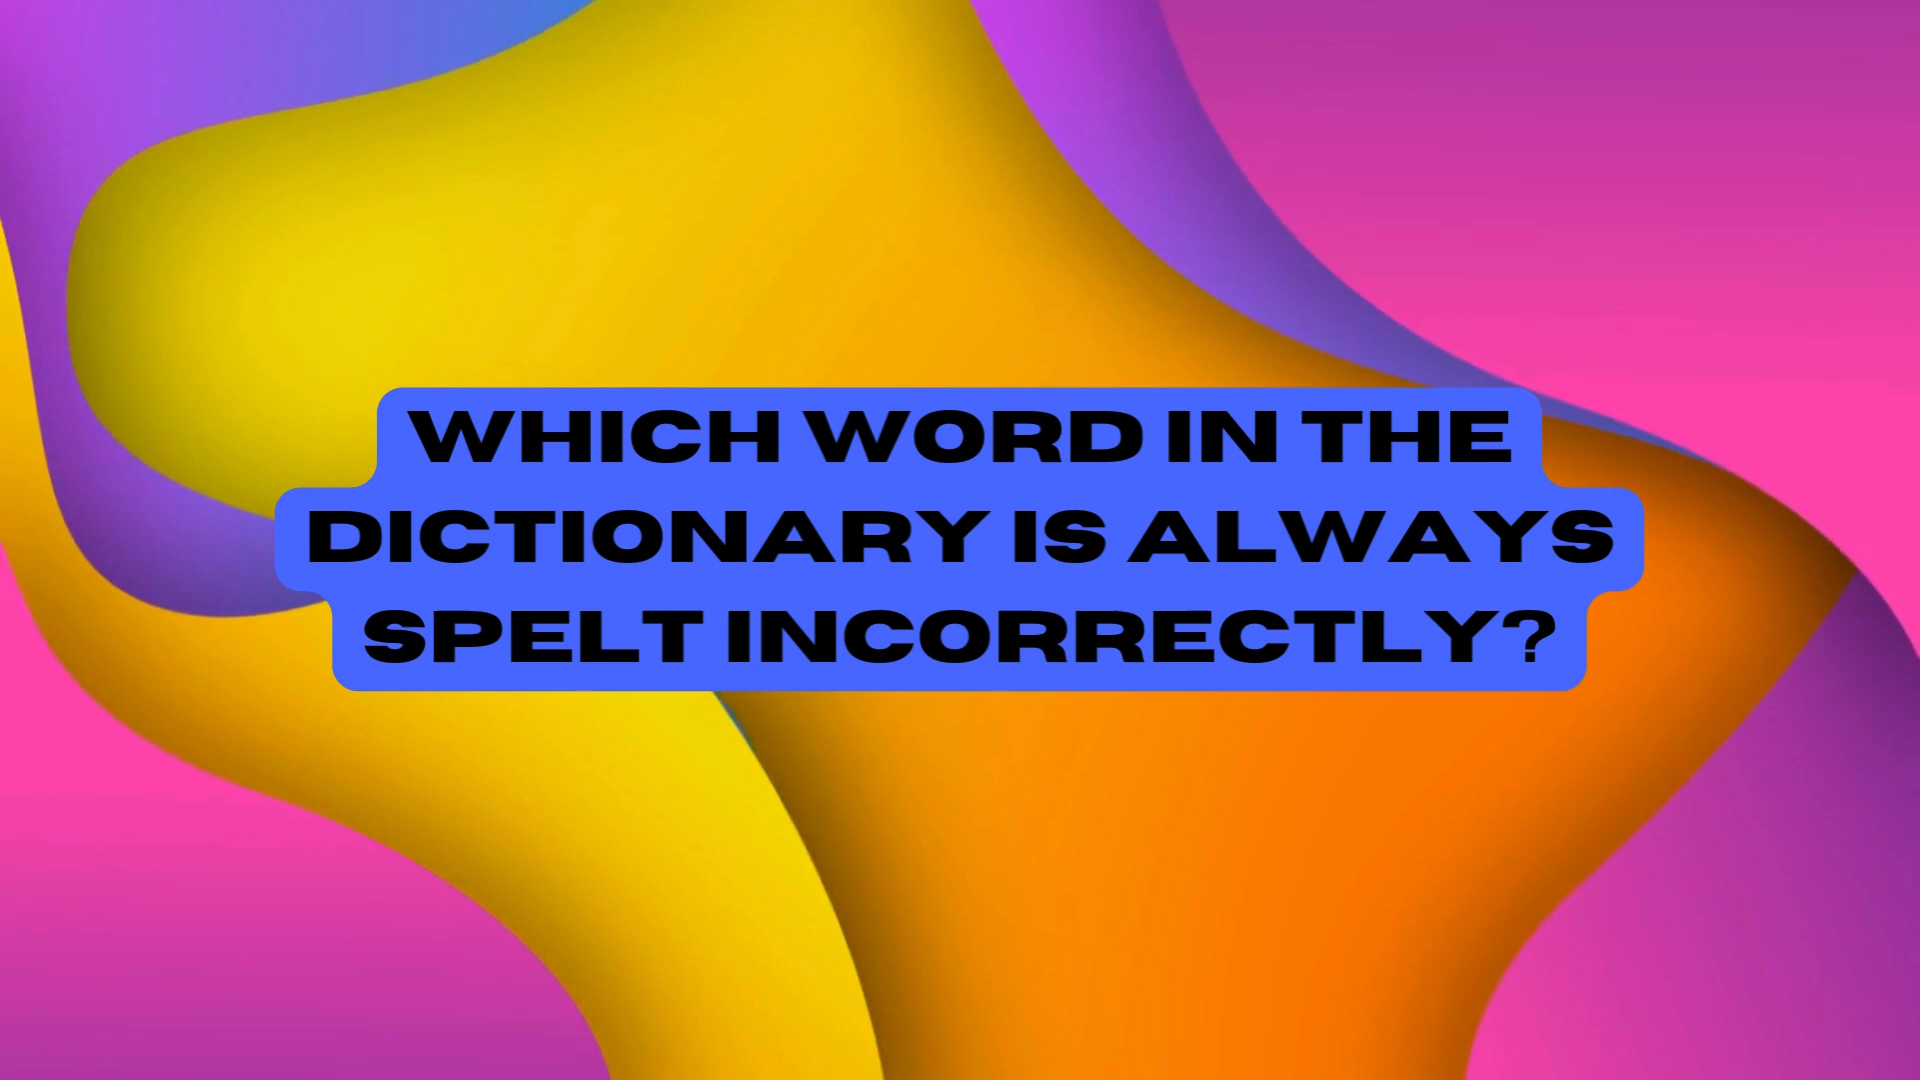 WHICH WORD IN THE
DICTIONARY IS ALWAYS
SPELT INCORRECTLY?